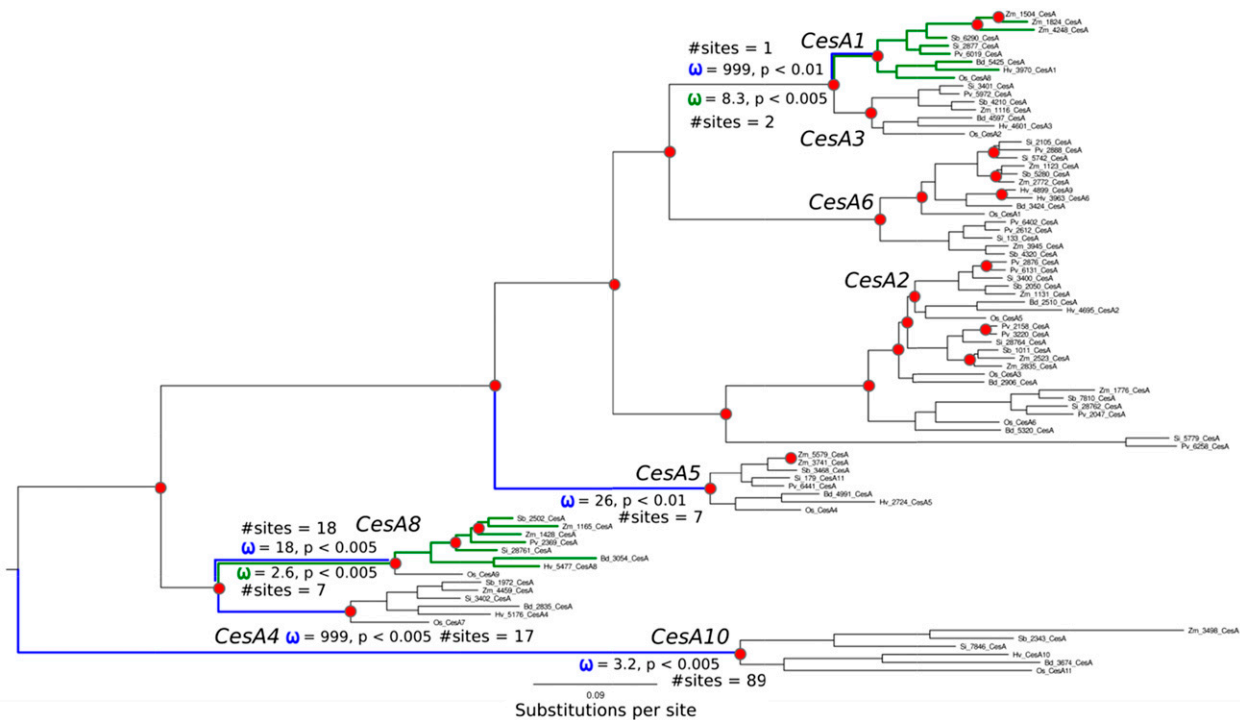 Zm_1504_CesA
Zm_1824_CesA
Zm_4248_CesA
CesA1
Sb_6290_CesA
#sites = 1
Si_2877_CesA
Pv_6019_CesA
Bd_5425_CesA
ω = 999, p < 0.01
Hv_3970_CesA1
Os_CesA8
Si_3401_CesA
Pv_5972_CesA
ω = 8.3, p < 0.005
Sb_4210_CesA
Zm_1116_CesA
#sites = 2
Bd_4597_CesA
Hv_4601_CesA3
Os_CesA2
CesA3
Si_2105_CesA
Pv_2888_CesA
Si_5742_CesA
Zm_1123_CesA
Sb_5280_CesA
Zm_2772_CesA
Hv_4899_CesA9
Hv_3963_CesA6
CesA6
Bd_3424_CesA
Os_CesA1
Pv_6402_CesA
Pv_2612_CesA
Si_133_CesA
Zm_3945_CesA
Sb_4320_CesA
Pv_2876_CesA
Pv_6131_CesA
CesA2
Si_3400_CesA
Sb_2050_CesA
Zm_1131_CesA
Bd_2510_CesA
Hv_4695_CesA2
Os_CesA5
Pv_2158_CesA
Pv_3220_CesA
Si_28764_CesA
Sb_1011_CesA
Zm_2523_CesA
Zm_2835_CesA
Os_CesA3
Bd_2906_CesA
Zm_1776_CesA
Sb_7810_CesA
Si_28762_CesA
Pv_2047_CesA
Os_CesA6
Bd_5320_CesA
Si_5779_CesA
Pv_6258_CesA
Zm_5579_CesA
Zm_3741_CesA
CesA5
Sb_3468_CesA
Si_179_CesA11
Pv_6441_CesA
Bd_4991_CesA
ω = 26, p < 0.01
Hv_2724_CesA5
Os_CesA4
#sites = 7
Sb_2502_CesA
#sites = 18
CesA8
Zm_1165_CesA
Zm_1428_CesA
Pv_2369_CesA
ω = 18, p < 0.005
Si_28761_CesA
Bd_3054_CesA
Hv_5477_CesA8
ω = 2.6, p < 0.005
Os_CesA9
#sites = 7
Sb_1972_CesA
Zm_4459_CesA
Si_3402_CesA
Bd_2835_CesA
Hv_5176_CesA4
Os_CesA7
CesA4 ω = 999, p < 0.005 #sites = 17
CesA10
Zm_3498_CesA
Sb_2343_CesA
Si_7846_CesA
Hv_CesA10
ω = 3.2, p < 0.005
Bd_3674_CesA
Os_CesA11
#sites = 89
0.09
Substitutions per site